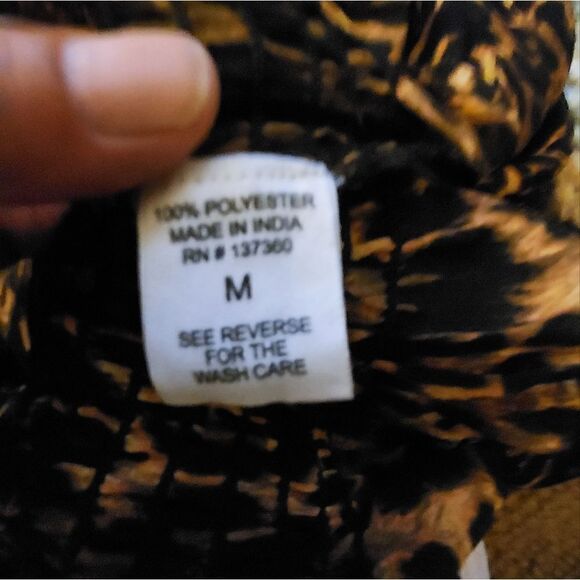 100% POLYESTER
MADE IN INDIA
RN # 137360
M
SEE REVERSE
FOR THE
WASH CARE